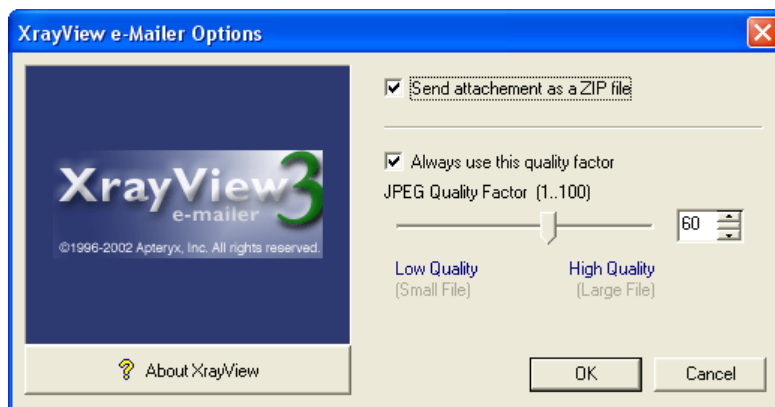 XrayView e-Mailer Options
XrayView 3
e-mailer
©1996-2002 Apteryx, Inc. All rights reserved.
About XrayView
Send attachement as a ZIP file
Always use this quality factor
JPEG Quality Factor (1..100)
60
Low Quality High Quality
(Small File) (Large File)
OK Cancel